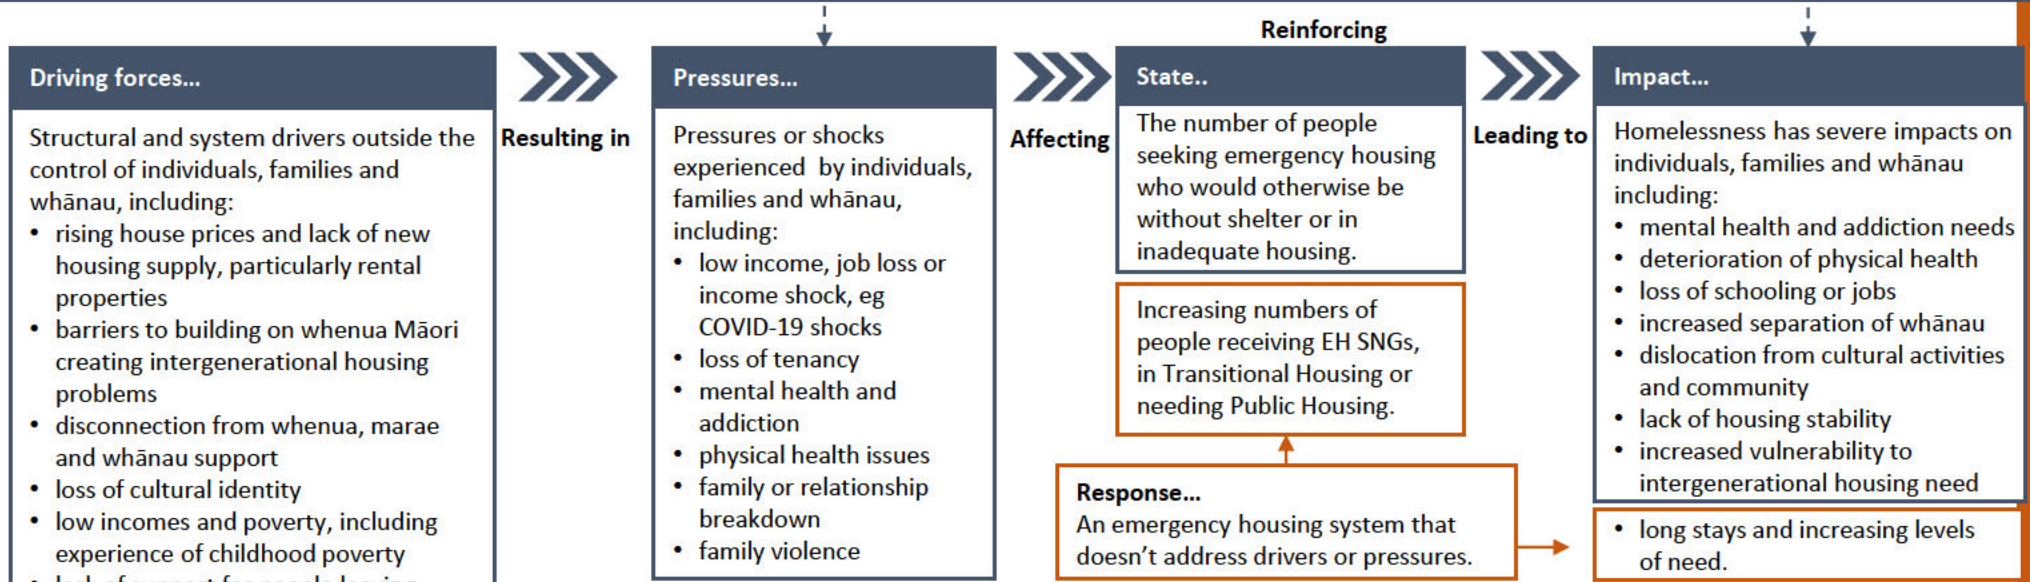 Reinforcing
Driving forces...
Structural and system drivers outside the
control of individuals, families and
whānau, including:
• rising house prices and lack of new
housing supply, particularly rental
properties
• barriers to building on whenua Māori
creating intergenerational housing
problems
• disconnection from whenua, marae
and whānau support
• loss of cultural identity
• low incomes and poverty, including
experience of childhood poverty
Resulting in
Pressures...
Pressures or shocks
experienced by individuals,
families and whānau,
including:
• low income, job loss or
income shock, eg
COVID-19 shocks
• loss of tenancy
• mental health and
addiction
• physical health issues
• family or relationship
breakdown
• family violence
Affecting
State..
The number of people
seeking emergency housing
who would otherwise be
without shelter or in
inadequate housing.
Increasing numbers of
people receiving EH SNGs,
in Transitional Housing or
needing Public Housing.
Response...
An emergency housing system that
doesn't address drivers or pressures.
Leading to
Impact...
Homelessness has severe impacts on
individuals, families and whānau
including:
• mental health and addiction needs
• deterioration of physical health
• loss of schooling or jobs
• increased separation of whānau
• dislocation from cultural activities
and community
• lack of housing stability
• increased vulnerability to
intergenerational housing need
• long stays and increasing levels
of need.